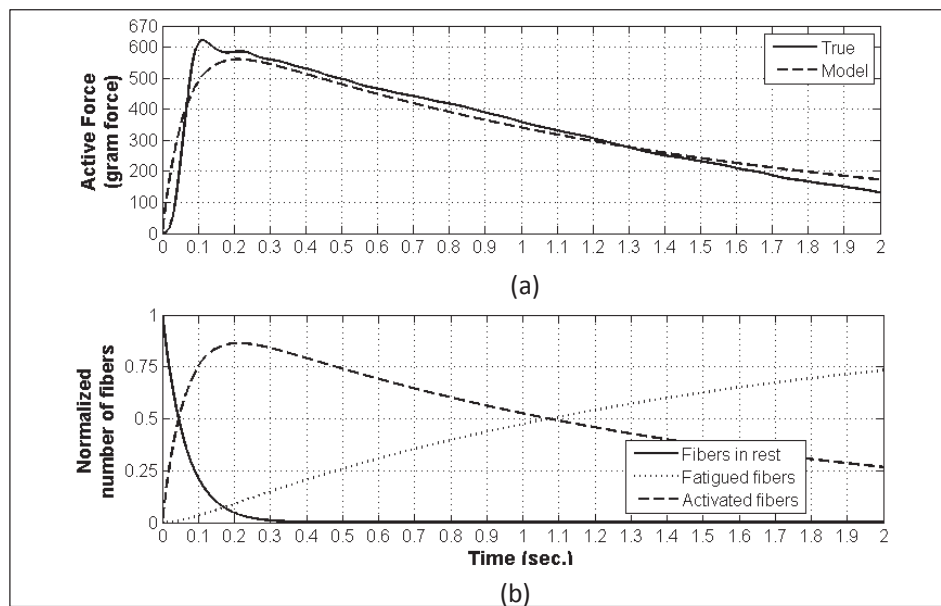 Active Force
(gram force)
670
600
500
400
300
200
100
0
True
Model
0 0.1 0.2 0.3 0.4 0.5 0.6 0.7 0.8 0.9 1 1.1 1.2 1.3 1.4 1.5 1.6 1.7 1.8 1.9 2
(a)
Normalized
number of fibers
1
0.75
0.5
0.25
0
Fibers in rest
Fatigued fibers
Activated fibers
0 0.1 0.2 0.3 0.4 0.5 0.6 0.7 0.8 0.9 1 1.1 1.2 1.3 1.4 1.5 1.6 1.7 1.8 1.9 2
Time (sec.)
(b)